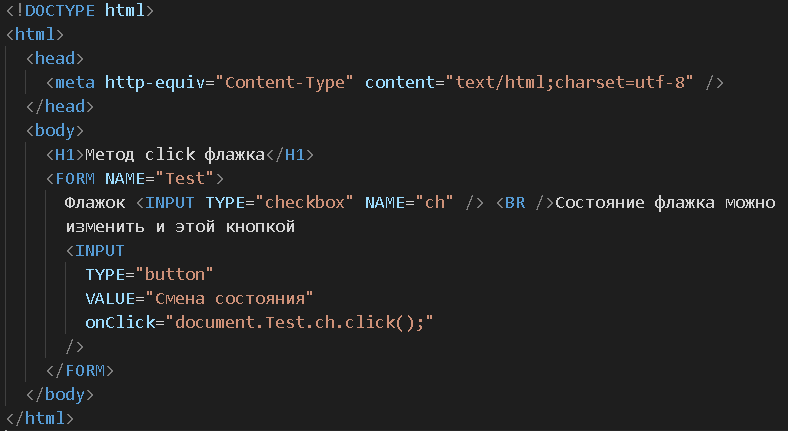 <!DOCTYPE html>
<html>
  <head>
    <meta http-equiv="Content-Type" content="text/html;charset=utf-8" />
  </head>
  <body>
    <H1>Метод click флажка</H1>
    <FORM NAME="Test">
      Флажок <INPUT TYPE="checkbox" NAME="ch" /> <BR />Состояние флажка можно
      изменить и этой кнопкой
      <INPUT
        TYPE="button"
        VALUE="Смена состояния"
        onClick="document.Test.ch.click();"
      />
    </FORM>
  </body>
</html>